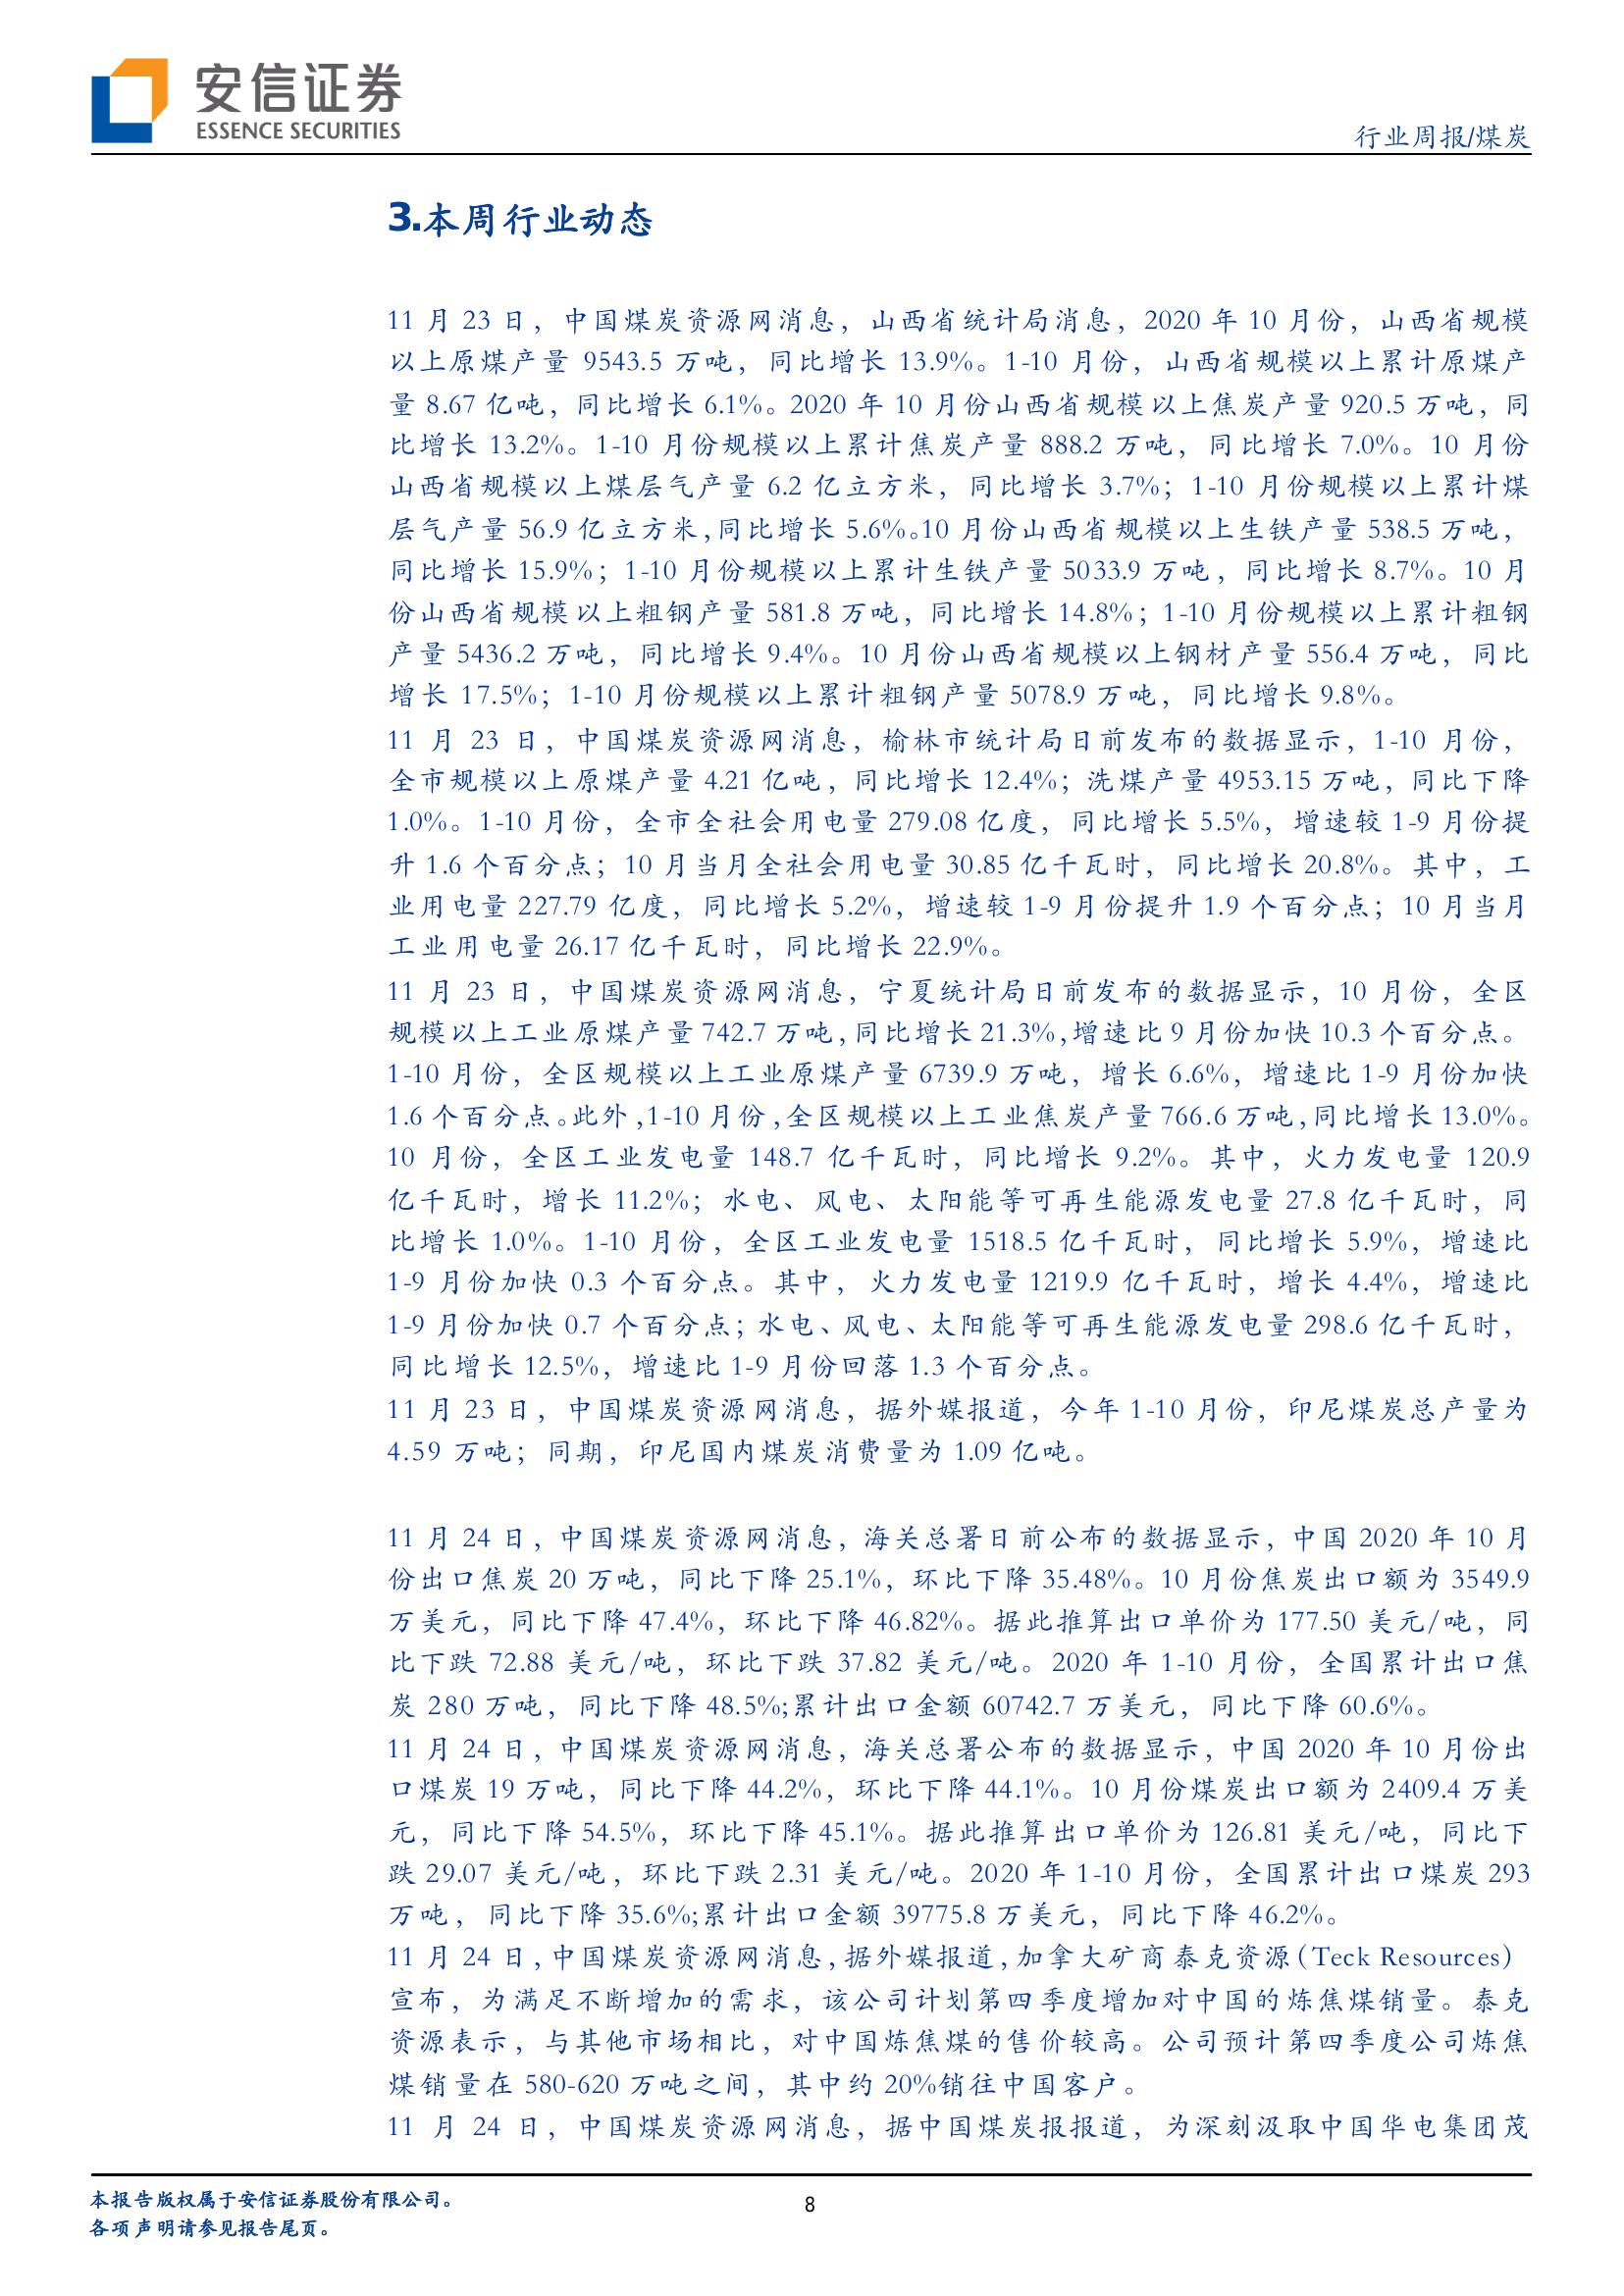 安信证券
ESSENCE SECURITIES
行业周报/煤炭
3.本周行业动态
11 月 23 日，中国煤炭资源网消息，山西省统计局消息，2020 年 10 月份，山西省规模
以上原煤产量 9543.5 万吨，同比增长 13.9%。1-10 月份，山西省规模以上累计原煤产
量 8.67 亿吨，同比增长 6.1%。2020 年 10 月份山西省规模以上焦炭产量 920.5 万吨，同
比增长 13.2%。1-10 月份规模以上累计焦炭产量 888.2 万吨，同比增长 7.0%。10 月份
山西省规模以上煤层气产量 6.2 亿立方米，同比增长 3.7%；1-10 月份规模以上累计煤
层气产量 56.9 亿立方米，同比增长 5.6%。10 月份山西省规模以上生铁产量 538.5 万吨，
同比增长 15.9%；1-10 月份规模以上累计生铁产量 5033.9 万吨，同比增长 8.7%。10 月
份山西省规模以上粗钢产量 581.8 万吨，同比增长 14.8%；1-10 月份规模以上累计粗钢
产量 5436.2 万吨，同比增长 9.4%。10 月份山西省规模以上钢材产量 556.4 万吨，同比
增长 17.5%；1-10 月份规模以上累计粗钢产量 5078.9 万吨，同比增长 9.8%。
11 月 23 日，中国煤炭资源网消息，榆林市统计局日前发布的数据显示，1-10 月份，
全市规模以上原煤产量 4.21 亿吨，同比增长 12.4%；洗煤产量 4953.15 万吨，同比下降
1.0%。1-10 月份，全市全社会用电量 279.08 亿度，同比增长 5.5%，增速较 1-9 月份提
升 1.6 个百分点；10 月当月全社会用电量 30.85 亿千瓦时，同比增长 20.8%。其中，工
业用电量 227.79 亿度，同比增长 5.2%，增速较 1-9 月份提升 1.9 个百分点；10 月当月
工业用电量 26.17 亿千瓦时，同比增长 22.9%。
11 月 23 日，中国煤炭资源网消息，宁夏统计局日前发布的数据显示，10 月份，全区
规模以上工业原煤产量 742.7 万吨，同比增长 21.3%，增速比 9 月份加快 10.3 个百分点。
1-10 月份，全区规模以上工业原煤产量 6739.9 万吨，增长 6.6%，增速比 1-9 月份加快
1.6 个百分点。此外，1-10 月份，全区规模以上工业焦炭产量 766.6 万吨，同比增长 13.0%。
10 月份，全区工业发电量 148.7 亿千瓦时，同比增长 9.2%。其中，火力发电量 120.9
亿千瓦时，增长 11.2%；水电、风电、太阳能等可再生能源发电量 27.8 亿千瓦时，同
比增长 1.0%。1-10 月份，全区工业发电量 1518.5 亿千瓦时，同比增长 5.9%，增速比
1-9 月份加快 0.3 个百分点。其中，火力发电量 1219.9 亿千瓦时，增长 4.4%，增速比
1-9 月份加快 0.7 个百分点；水电、风电、太阳能等可再生能源发电量 298.6 亿千瓦时，
同比增长 12.5%，增速比 1-9 月份回落 1.3 个百分点。
11 月 23 日，中国煤炭资源网消息，据外媒报道，今年 1-10 月份，印尼煤炭总产量为
4.59 万吨；同期，印尼国内煤炭消费量为 1.09 亿吨。
11 月 24 日，中国煤炭资源网消息，海关总署日前公布的数据显示，中国 2020 年 10 月
份出口焦炭 20 万吨，同比下降 25.1%，环比下降 35.48%。10 月份焦炭出口额为 3549.9
万美元，同比下降 47.4%，环比下降 46.82%。据此推算出口单价为 177.50 美元/吨，同
比下跌 72.88 美元/吨，环比下跌 37.82 美元/吨。2020 年 1-10 月份，全国累计出口焦
炭 280 万吨，同比下降 48.5%;累计出口金额 60742.7 万美元，同比下降 60.6%。
11 月 24 日，中国煤炭资源网消息，海关总署公布的数据显示，中国 2020 年 10 月份出
口煤炭 19 万吨，同比下降 44.2%，环比下降 44.1%。10 月份煤炭出口额为 2409.4 万美
元，同比下降 54.5%，环比下降 45.1%。据此推算出口单价为 126.81 美元/吨，同比下
跌 29.07 美元/吨，环比下跌 2.31 美元/吨。2020 年 1-10 月份，全国累计出口煤炭 293
万吨，同比下降 35.6%;累计出口金额 39775.8 万美元，同比下降 46.2%。
11 月 24 日，中国煤炭资源网消息，据外媒报道，加拿大矿商泰克资源（Teck Resources）
宣布，为满足不断增加的需求，该公司计划第四季度增加对中国的炼焦煤销量。泰克
资源表示，与其他市场相比，对中国炼焦煤的售价较高。公司预计第四季度公司炼焦
煤销量在 580-620 万吨之间，其中约 20%销往中国客户。
11 月 24 日，中国煤炭资源网消息，据中国煤炭报报道，为深刻汲取中国华电集团茂
本报告版权属于安信证券股份有限公司。
各项声明请参见报告尾页。
8